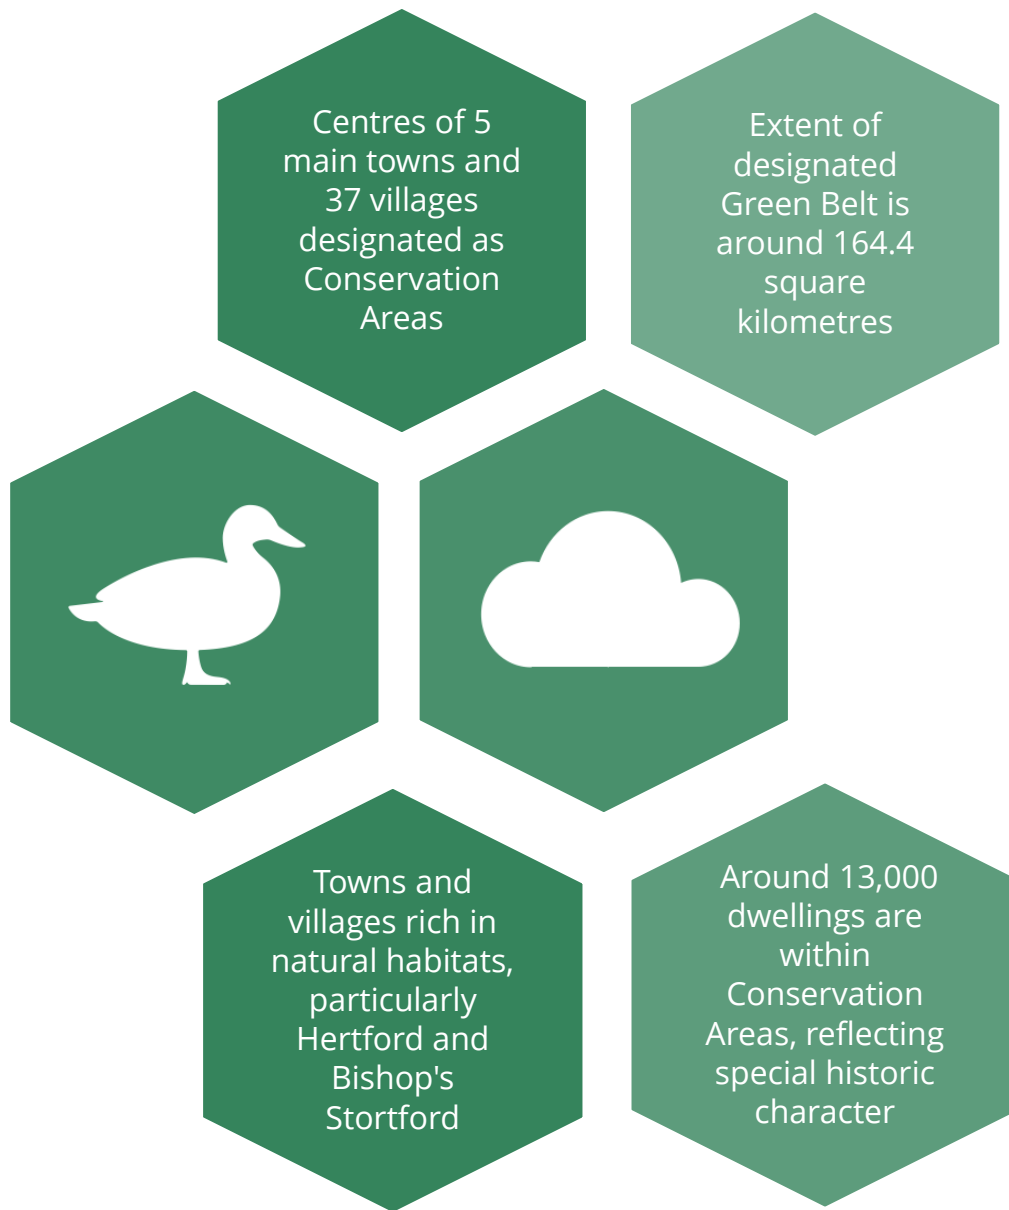 Centres of 5
main towns and
37 villages
designated as
Conservation
Areas
Extent of
designated
Green Belt is
around 164.4
square
kilometres
Towns and
villages rich in
natural habitats,
particularly
Hertford and
Bishop's
Stortford
Around 13,000
dwellings are
within
Conservation
Areas, reflecting
special historic
character